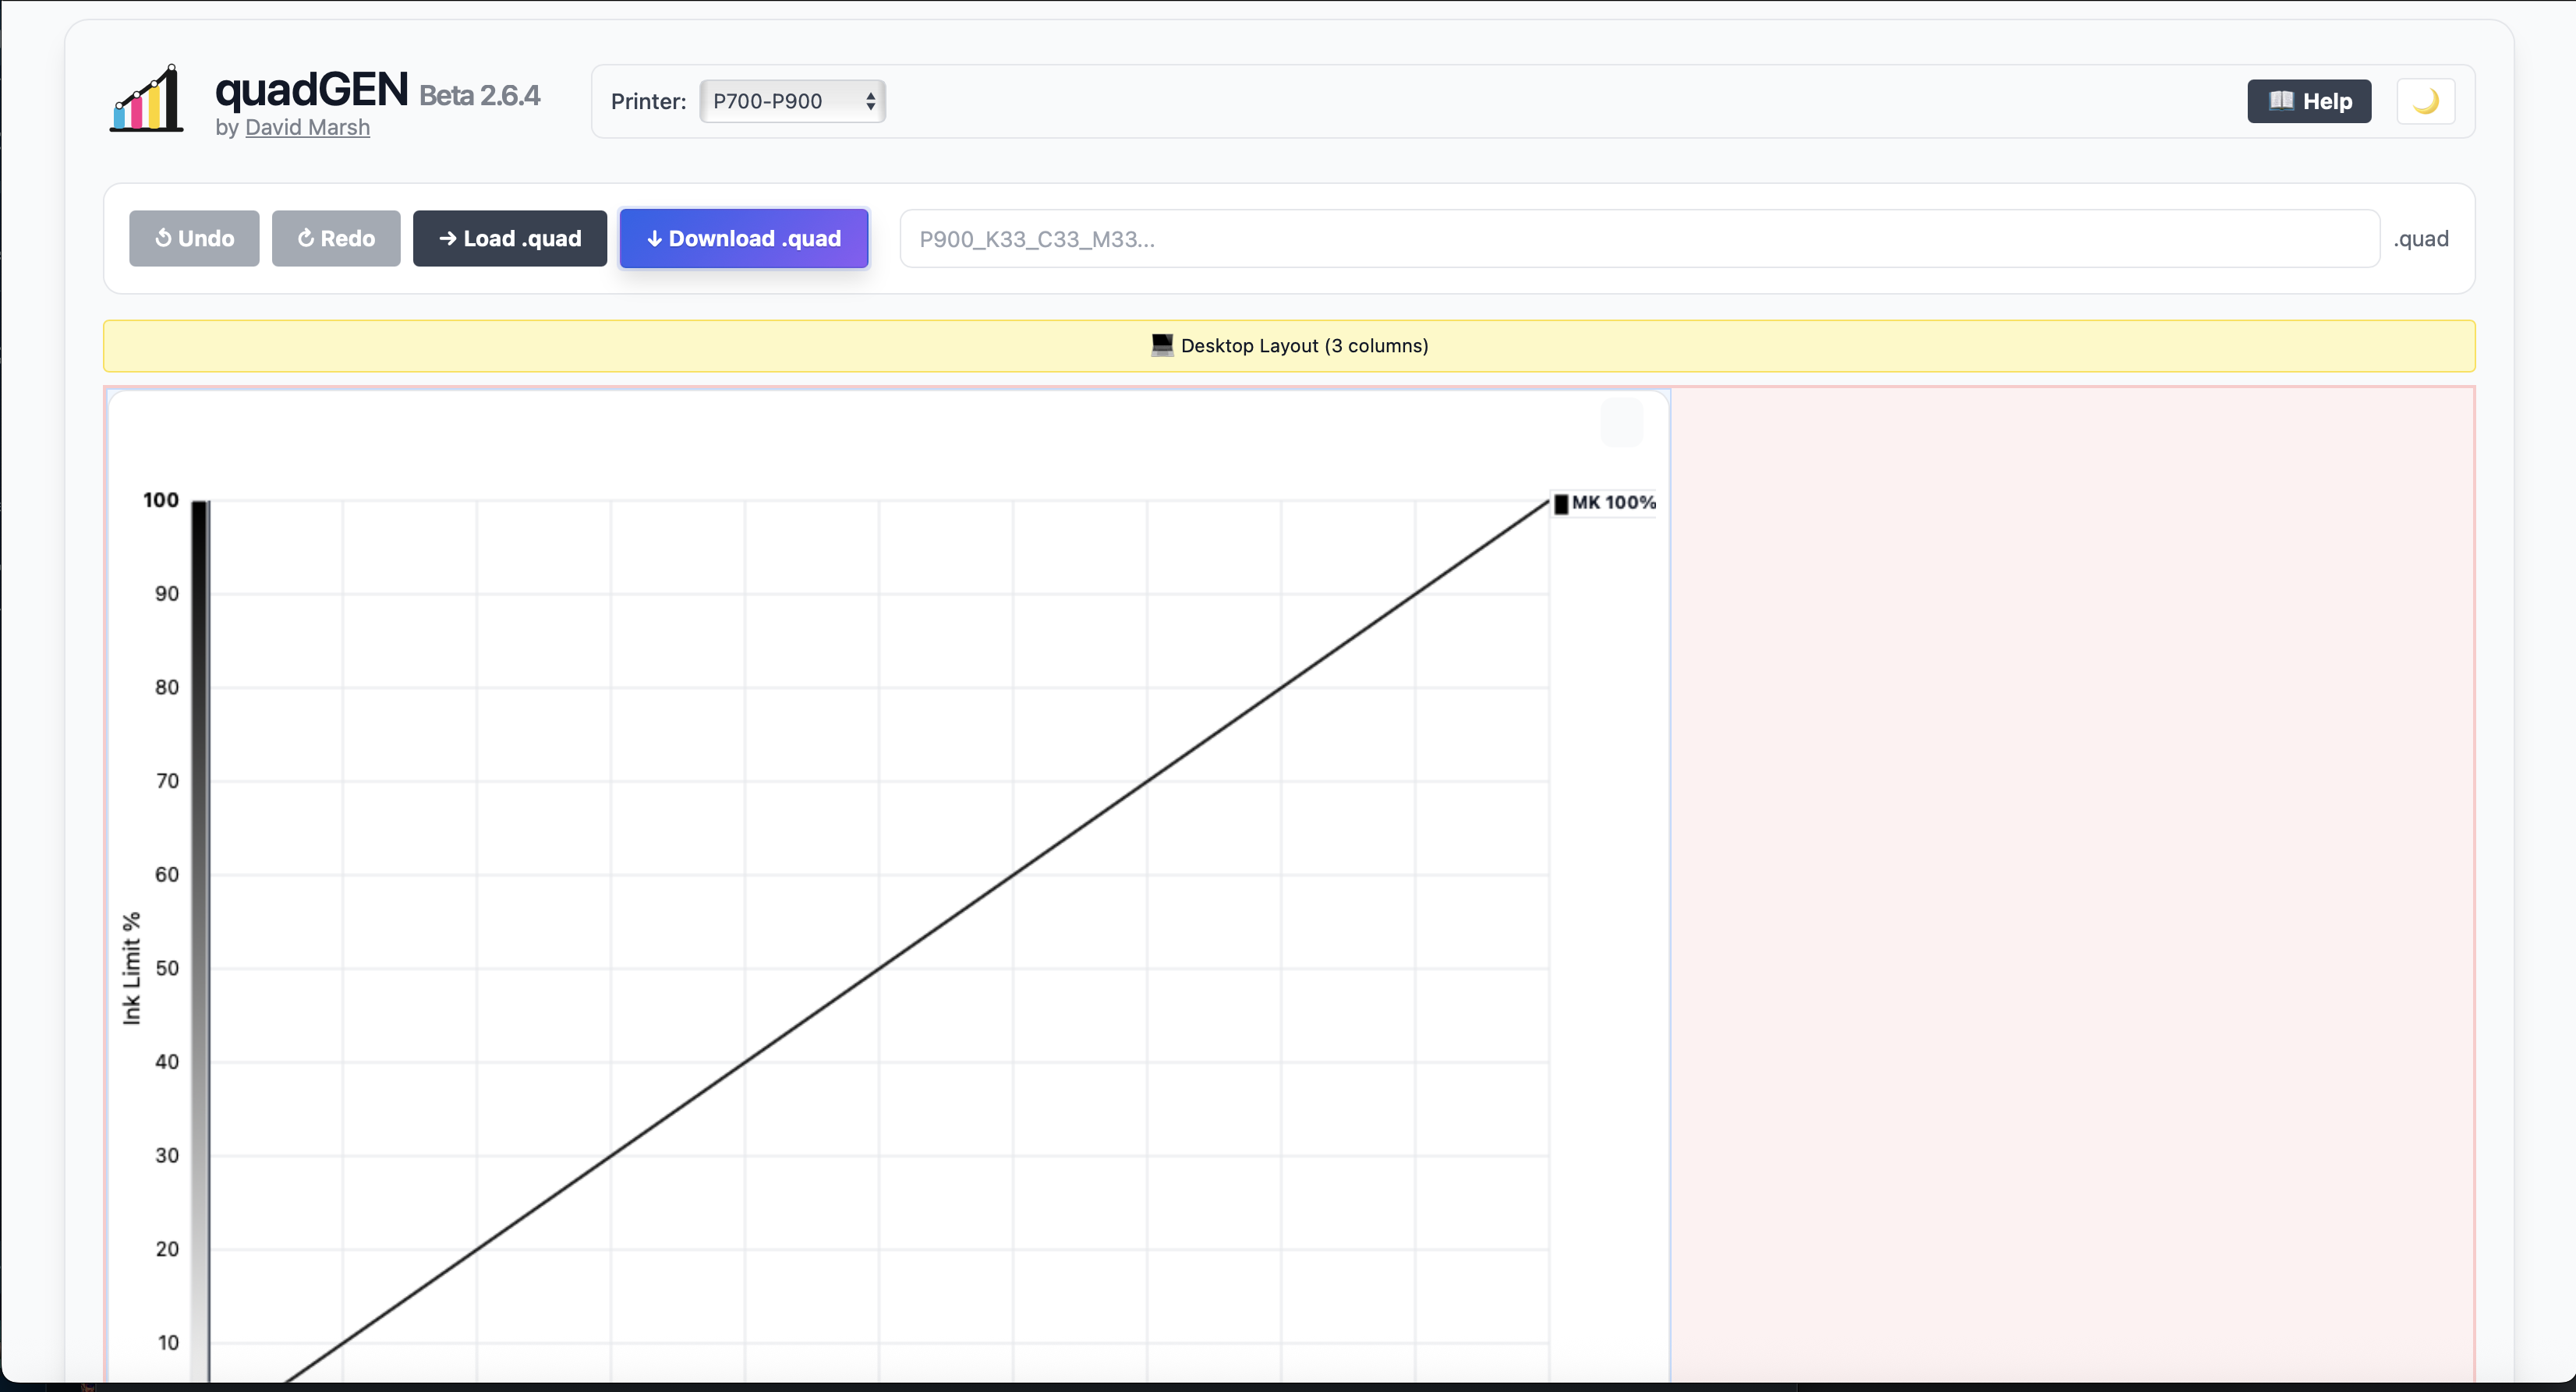 quadGEN Beta 2.6.4
by David Marsh
Printer: P700-P900
📖 Help
↺ Undo
↻ Redo
→ Load .quad
↓ Download .quad
P900_K33_C33_M33...
.quad
💻 Desktop Layout (3 columns)
100
MK 100%
90
80
70
60
Ink Limit %
50
40
30
20
10